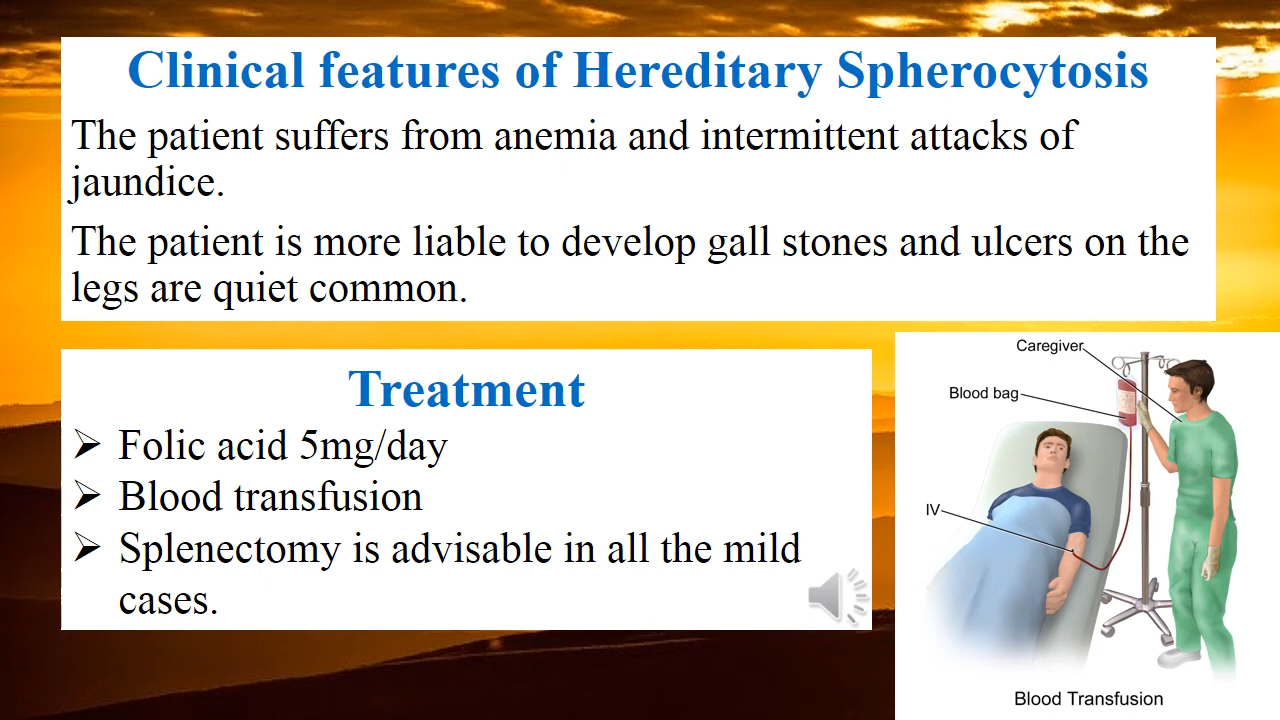 Clinical features of Hereditary Spherocytosis
The patient suffers from anemia and intermittent attacks of
jaundice.
The patient is more liable to develop gall stones and ulcers on the
legs are quiet common.
Treatment
➢ Folic acid 5mg/day
➢ Blood transfusion
➢ Splenectomy is advisable in all the mild
cases.
Caregiver
Blood bag
IV
Blood Transfusion